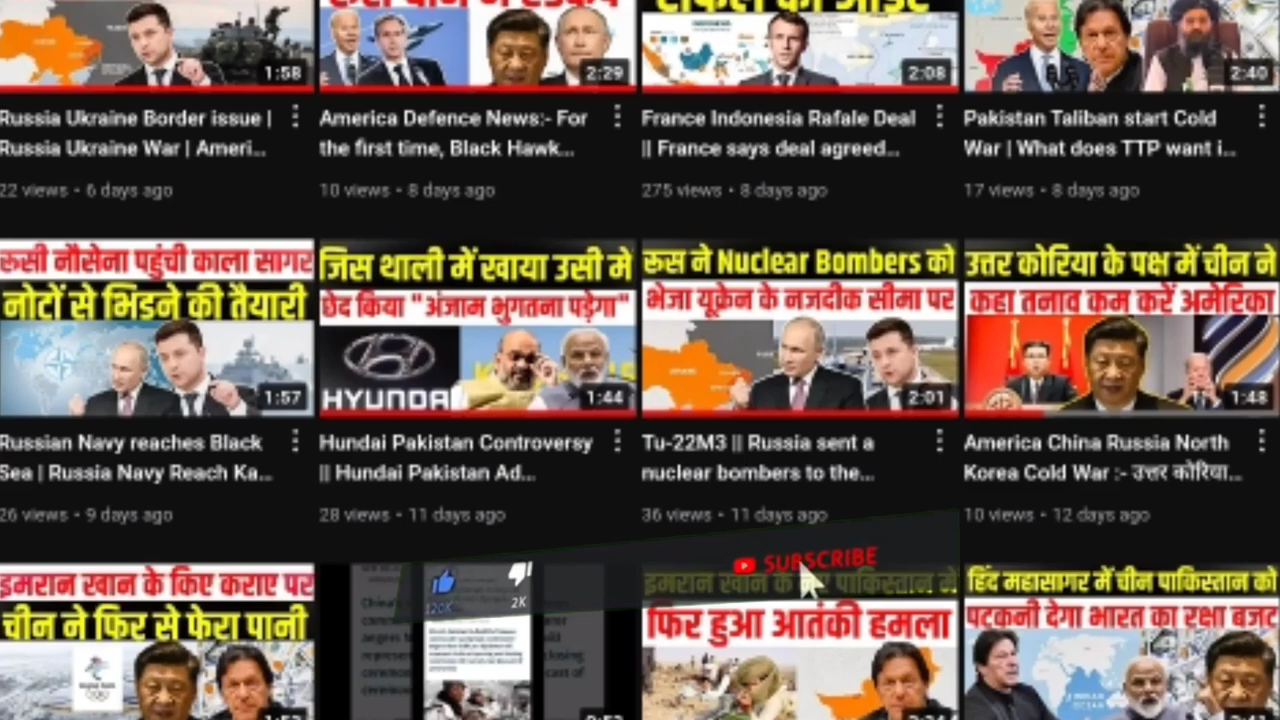 1:58
2:29
2:08
2:40
Russia Ukraine Border issue |
Russia Ukraine War | Ameri...
22 views • 6 days ago
America Defence News:- For
the first time, Black Hawk...
10 views • 8 days ago
France Indonesia Rafale Deal
|| France says deal agreed...
275 views • 8 days ago
Pakistan Taliban start Cold
War | What does TTP want i...
17 views • 8 days ago
रूसी नौसेना पहुंची काला सागर
नोटों से भिडने की तैयारी
1:57
जिस थाली में खाया उसी में
छेद किया "अंजाम भुगतना पड़ेगा"
HYUNDAI
1:44
रूस ने Nuclear Bombers को
भेजा यूक्रेन के नजदीक सीमा पर
2:01
उत्तर कोरिया के पक्ष में चीन ने
कहा तनाव कम करें अमेरिका
1:48
Russian Navy reaches Black
Sea | Russia Navy Reach Ka...
26 views • 9 days ago
Hundai Pakistan Controversy
|| Hundai Pakistan Ad...
28 views • 11 days ago
Tu-22M3 || Russia sent a
nuclear bombers to the...
36 views • 11 days ago
America China Russia North
Korea Cold War :- उत्तर कोरिया...
10 views • 12 days ago
इमरान खान के किए कराए पर
चीन ने फिर से फेरा पानी
120K
2K
SUBSCRIBE
इमरान खान के नए पाकिस्तान में
फिर हुआ आतंकी हमला
हिंद महासागर में चीन पाकिस्तान को
पटकनी देगा भारत का रक्षा बजट
INDIAN
OCEAN